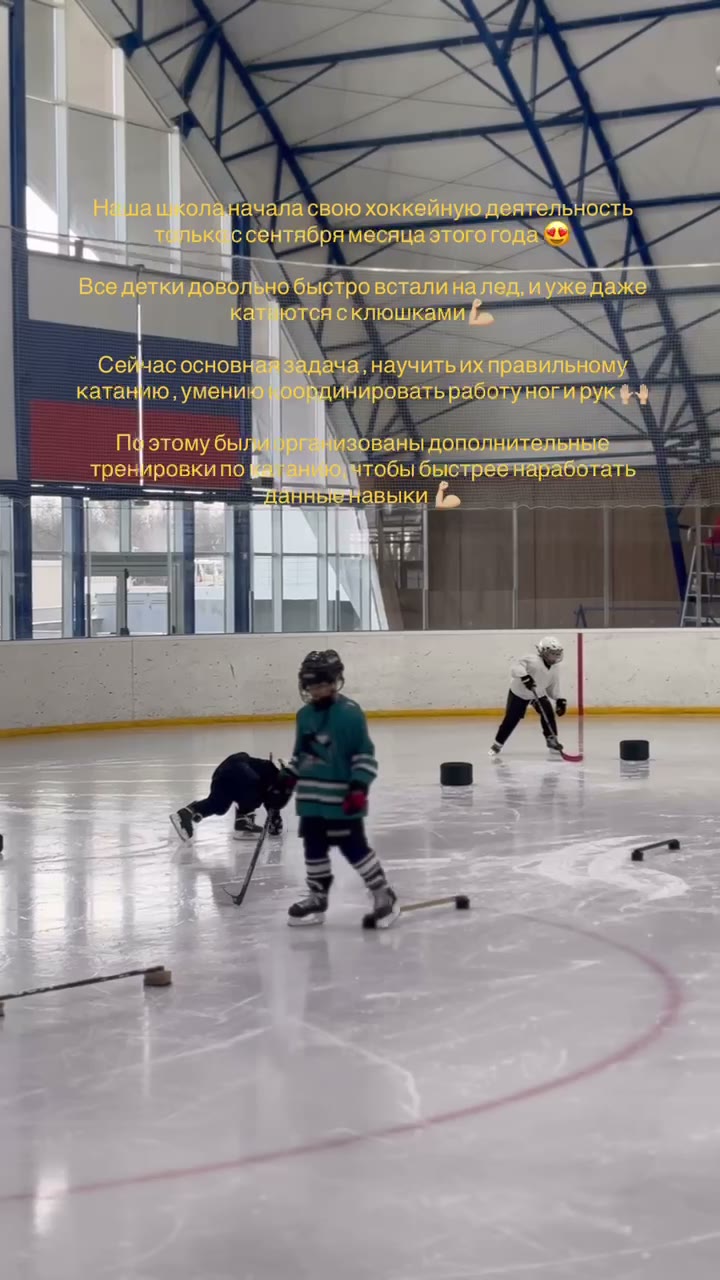 Наша школа начала свою хоккейную деятельность
только с сентября месяца этого года 😍
Все детки довольно быстро встали на лед, и уже даже
катаются с клюшками 💪🏼
Сейчас основная задача , научить их правильному
катанию , умению координировать работу ног и рук 🙌🏼
По этому были организованы дополнительные
тренировки по катанию, чтобы быстрее наработать
данные навыки 💪🏼